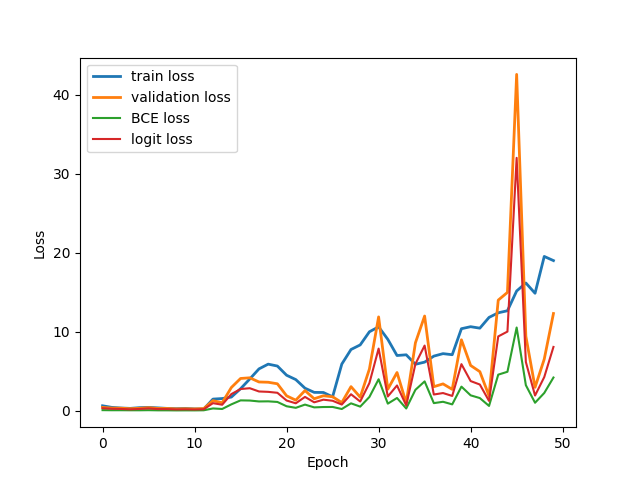 train loss
validation loss
BCE loss
logit loss
Loss
40
30
20
10
0
0 10 20 30 40 50
Epoch